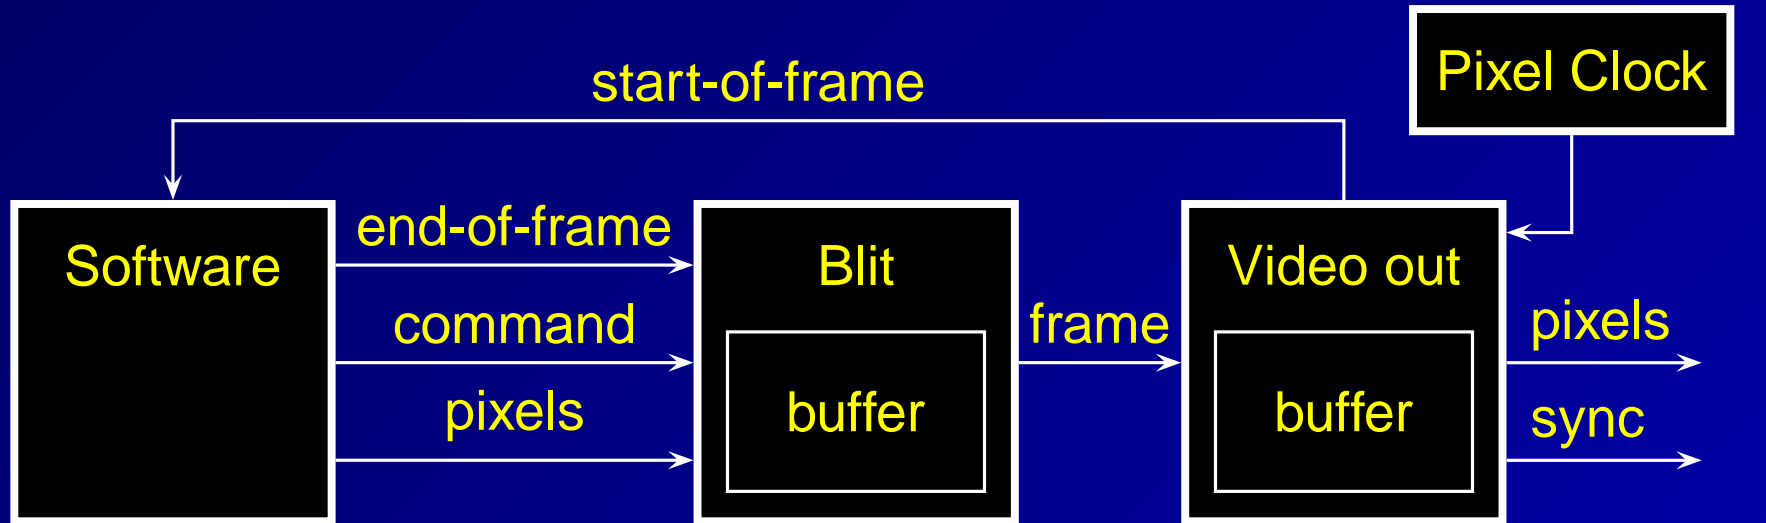 Pixel Clock
start-of-frame
Software
end-of-frame
command
pixels
Blit
buffer
frame
Video out
buffer
pixels
sync